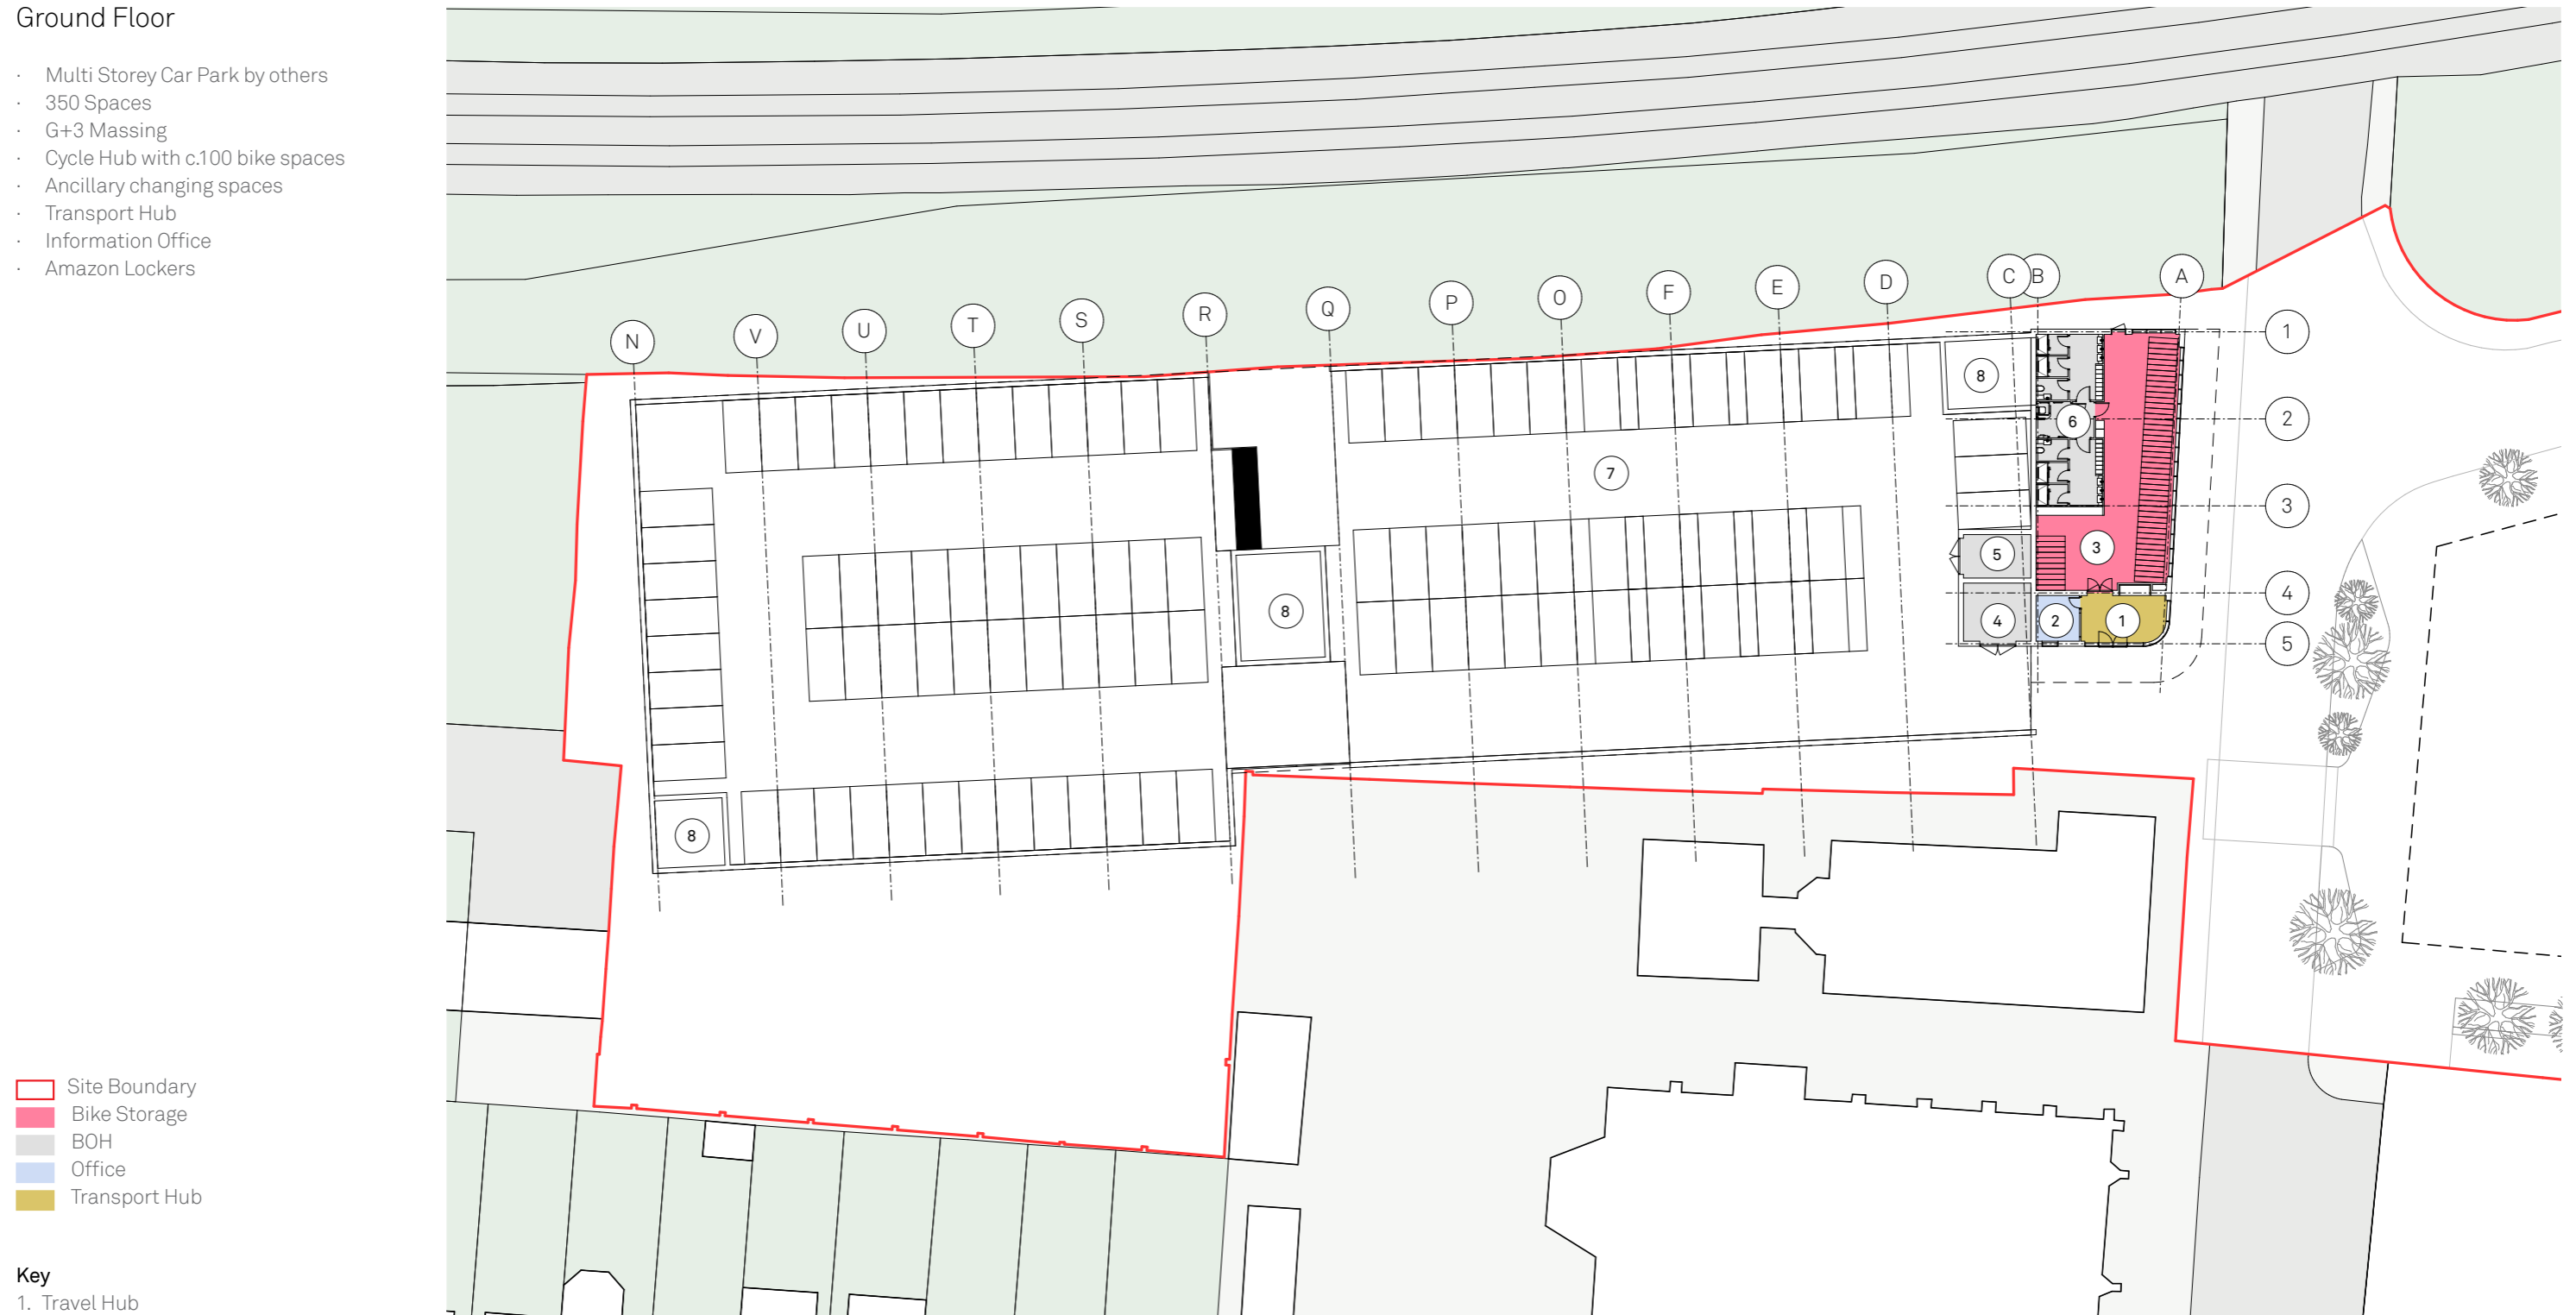 Ground Floor
· Multi Storey Car Park by others
· 350 Spaces
· G+3 Massing
· Cycle Hub with c.100 bike spaces
· Ancillary changing spaces
· Transport Hub
· Information Office
· Amazon Lockers
N V U T S R Q P O F E D C B A
1
2
3
4
5
8
7
6
3
5
4
2
1
8
8
Site Boundary
Bike Storage
BOH
Office
Transport Hub
Key
1. Travel Hub